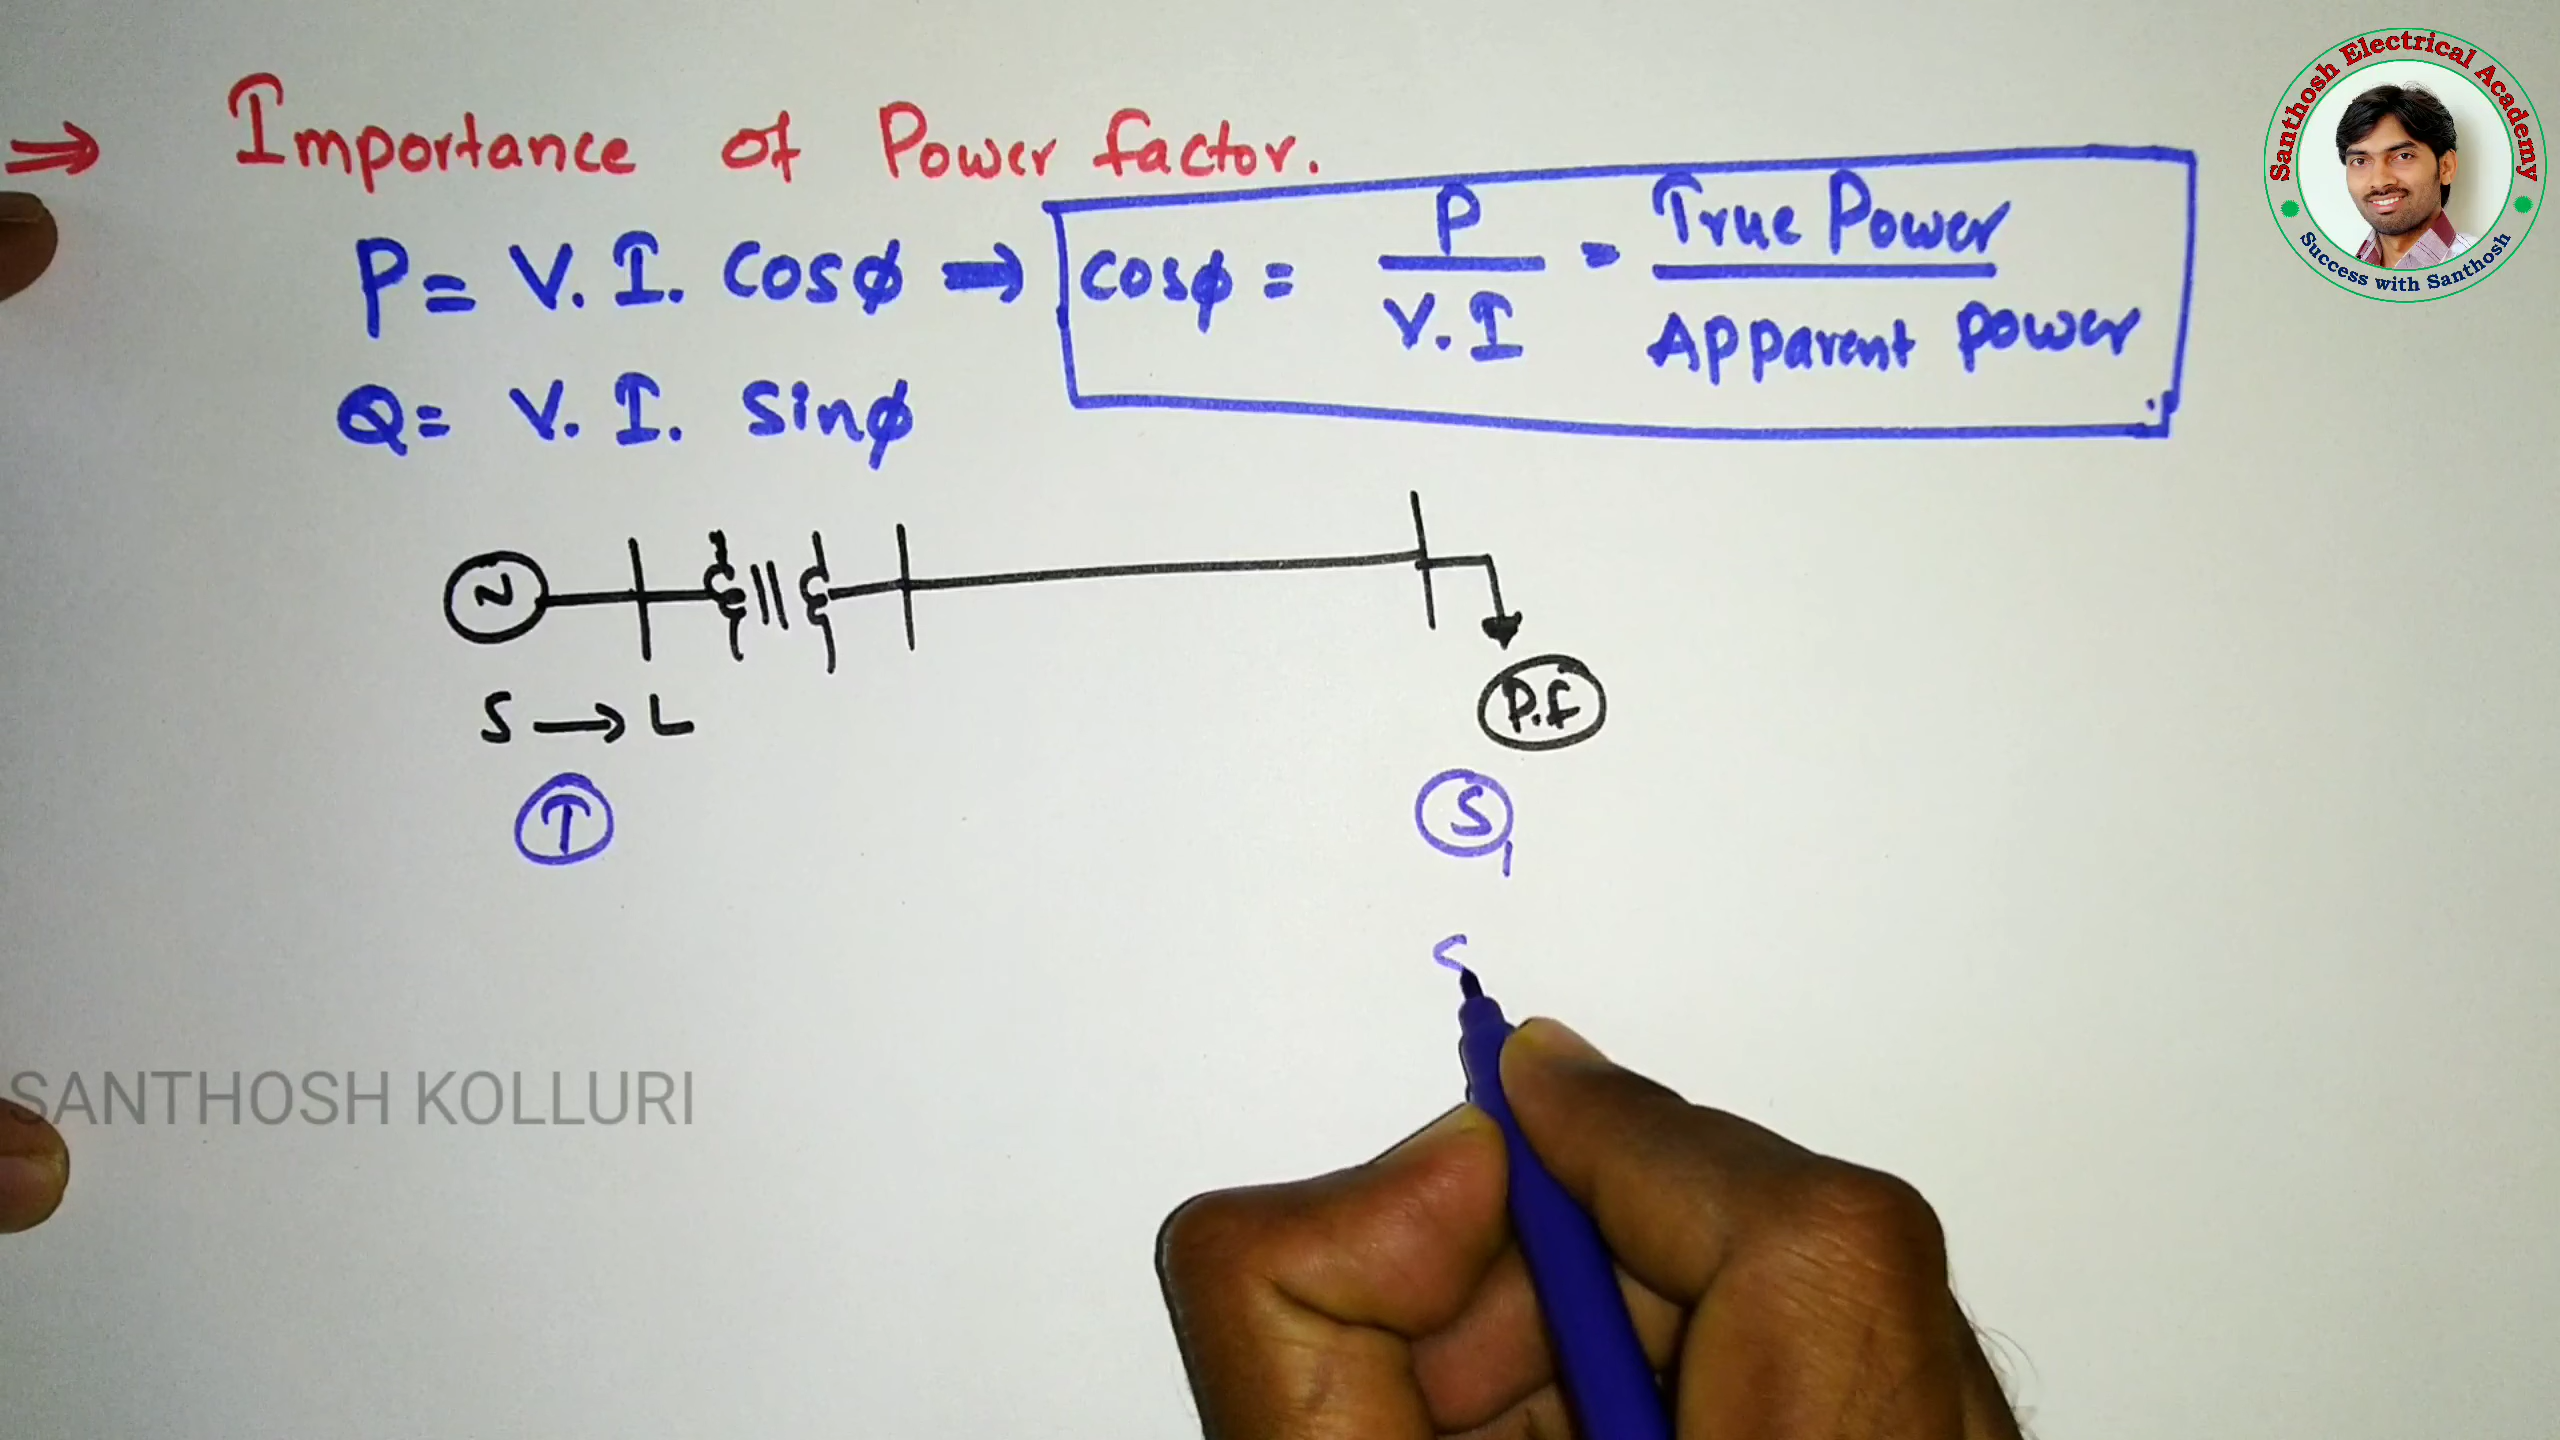 ⇒ Importance of Power factor.
P = V. I. cosφ → cosφ = P / V. I = True Power / Apparent power
Q = V. I. sinφ
N
P.f
S → L
T
S1
S
SANTHOSH KOLLURI
Santhosh Electrical Academy
Success with Santhosh